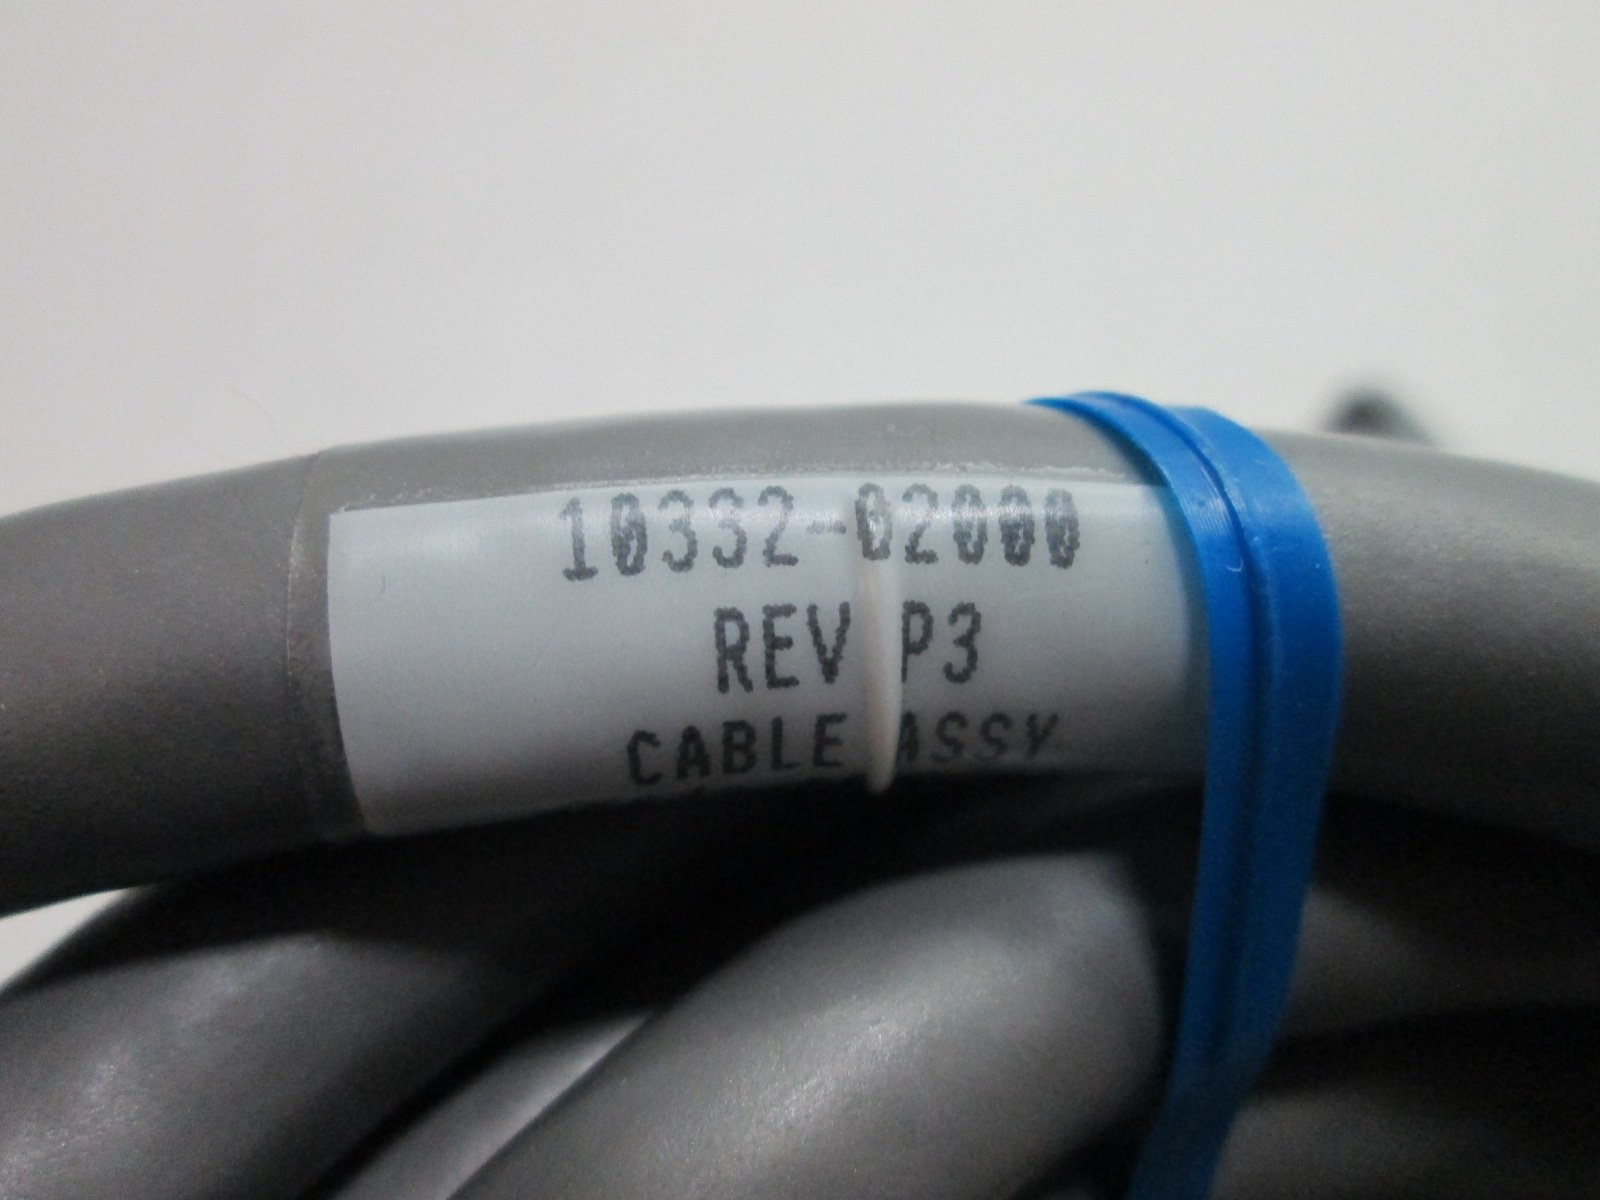 10332-02000
REV P3
CABLE ASSY